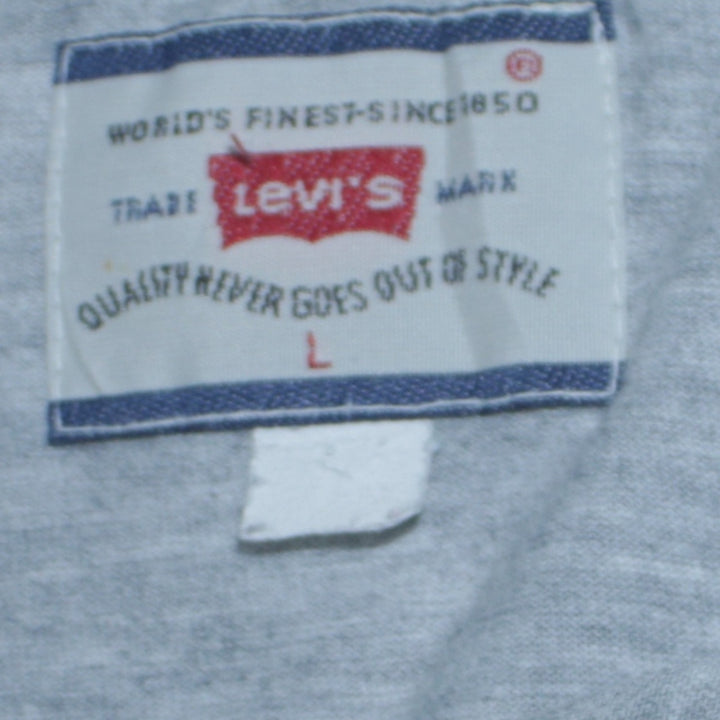 ®
WORLD'S FINEST-SINCE 1850
TRADE Levi's MARK
QUALITY NEVER GOES OUT OF STYLE
L